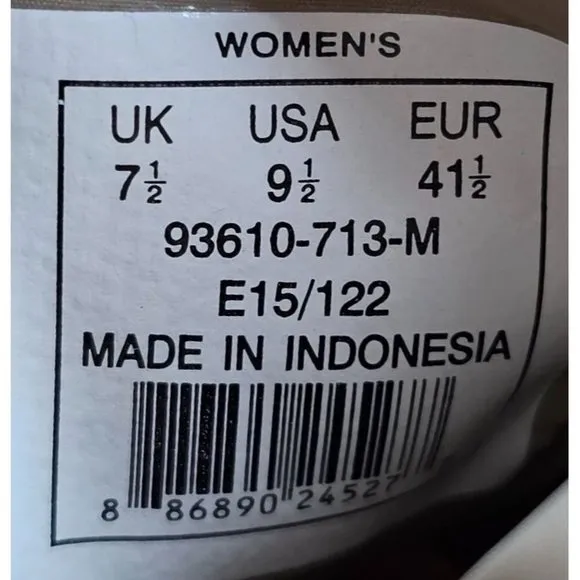 WOMEN'S
UK USA EUR
7½ 9½ 41½
93610-713-M
E15/122
MADE IN INDONESIA
8 86890 24527